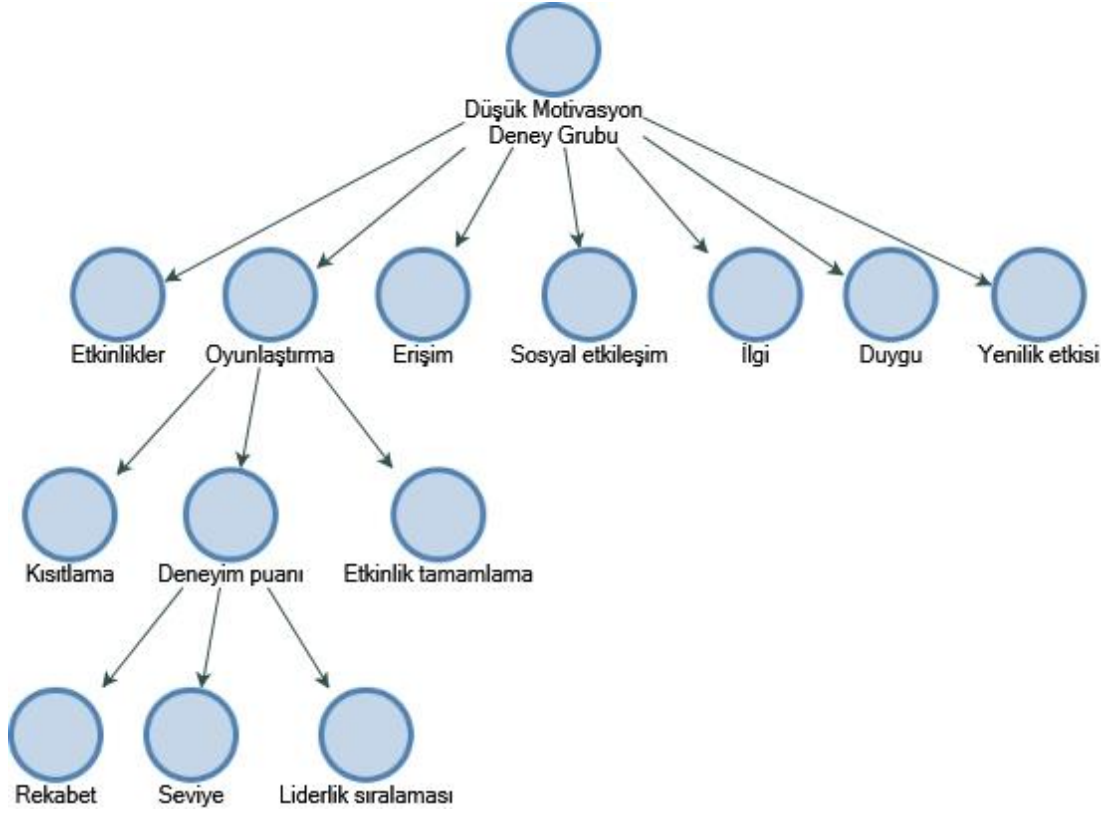 Düşük Motivasyon
Deney Grubu
Etkinlikler
Oyunlaştırma
Erişim
Sosyal etkileşim
İlgi
Duygu
Yenilik etkisi
Kısıtlama
Deneyim puanı
Etkinlik tamamlama
Rekabet
Seviye
Liderlik sıralaması